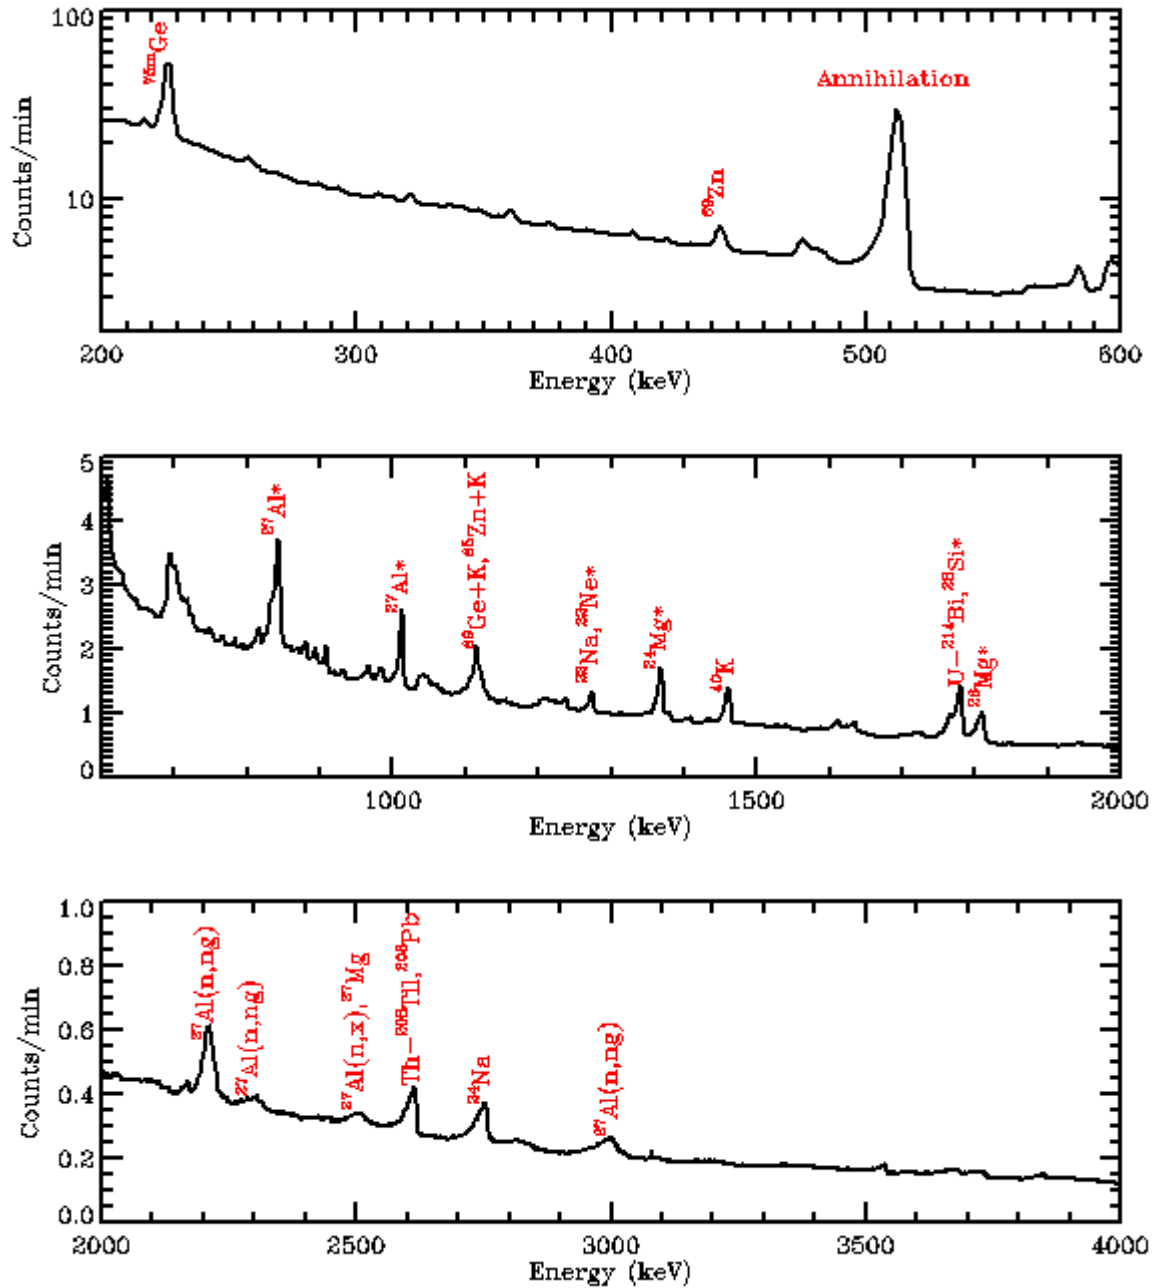 100
10
Counts/min
75mGe
69Zn
Annihilation
200 300 400 500 600
Energy (keV)
5
4
3
2
1
0
Counts/min
27Al*
27Al*
69Ge+K, 65Zn+K
22Na, 22Ne*
24Mg*
40K
U-214Bi, 28Si*
26Mg*
1000 1500 2000
Energy (keV)
1.0
0.8
0.6
0.4
0.2
0.0
Counts/min
27Al(n,ng)
27Al(n,ng)
27Al(n,x), 27Mg
Th-208Til, 208Pb
24Na
27Al(n,ng)
2000 2500 3000 3500 4000
Energy (keV)